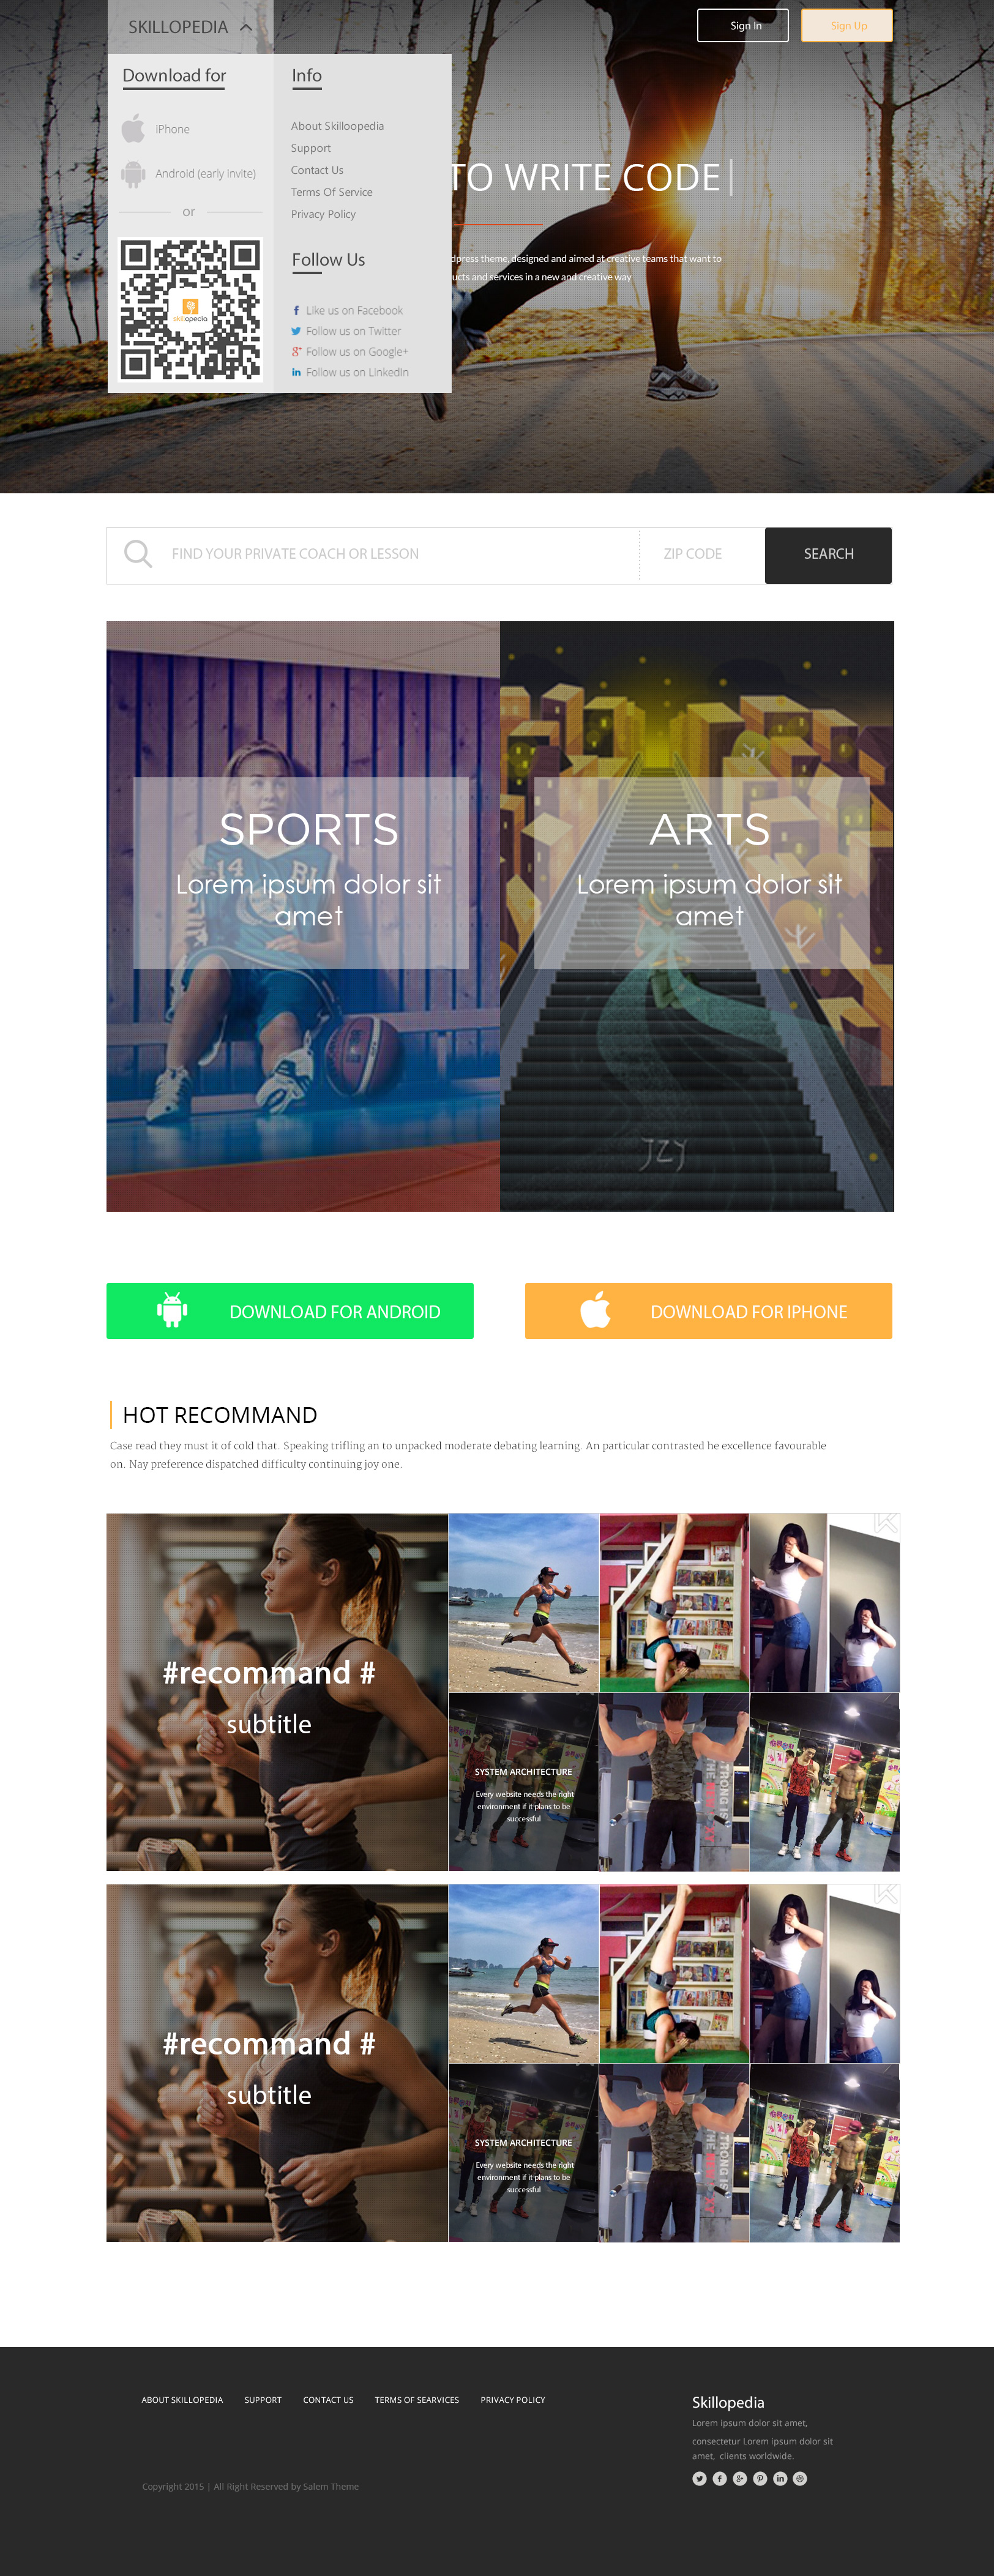 SKILLOPEDIA
Sign In
Sign Up
Download for
iPhone
Android (early invite)
or
skillopedia
Info
About Skilloopedia
Support
Contact Us
Terms Of Service
Privacy Policy
Follow Us
Like us on Facebook
Follow us on Twitter
Follow us on Google+
Follow us on LinkedIn
TO WRITE CODE
dpress theme, designed and aimed at creative teams that want to
ucts and services in a new and creative way
FIND YOUR PRIVATE COACH OR LESSON
ZIP CODE
SEARCH
SPORTS
Lorem ipsum dolor sit
amet
14
ARTS
Lorem ipsum dolor sit
amet
JZY
DOWNLOAD FOR ANDROID
DOWNLOAD FOR IPHONE
HOT RECOMMAND
Case read they must it of cold that. Speaking trifling an to unpacked moderate debating learning. An particular contrasted he excellence favourable
on. Nay preference dispatched difficulty continuing joy one.
#recommand #
subtitle
SYSTEM ARCHITECTURE
Every website needs the right
environment if it plans to be
successful
#recommand #
subtitle
SYSTEM ARCHITECTURE
Every website needs the right
environment if it plans to be
successful
ABOUT SKILLOPEDIA
SUPPORT
CONTACT US
TERMS OF SEARVICES
PRIVACY POLICY
Copyright 2015 | All Right Reserved by Salem Theme
Skillopedia
Lorem ipsum dolor sit amet,
consectetur Lorem ipsum dolor sit
amet, clients worldwide.